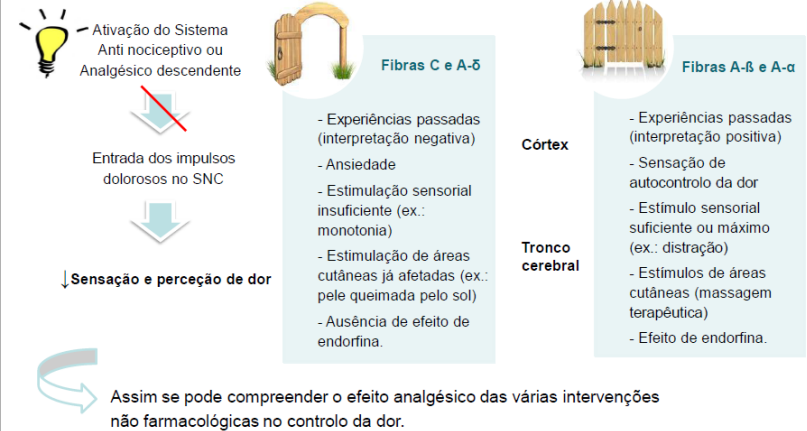 Ativação do Sistema
Anti nociceptivo ou
Analgésico descendente
Entrada dos impulsos
dolorosos no SNC
↓Sensação e perceção de dor
Fibras C e A-δ
- Experiências passadas
(interpretação negativa)
- Ansiedade
- Estimulação sensorial
insuficiente (ex.:
monotonia)
- Estimulação de áreas
cutâneas já afetadas (ex.:
pele queimada pelo sol)
- Ausência de efeito de
endorfina.
Córtex
Tronco
cerebral
Fibras A-ß e A-α
- Experiências passadas
(interpretação positiva)
- Sensação de
autocontrolo da dor
- Estímulo sensorial
suficiente ou máximo
(ex.: distração)
- Estímulos de áreas
cutâneas (massagem
terapêutica)
- Efeito de endorfina.
Assim se pode compreender o efeito analgésico das várias intervenções
não farmacológicas no controlo da dor.